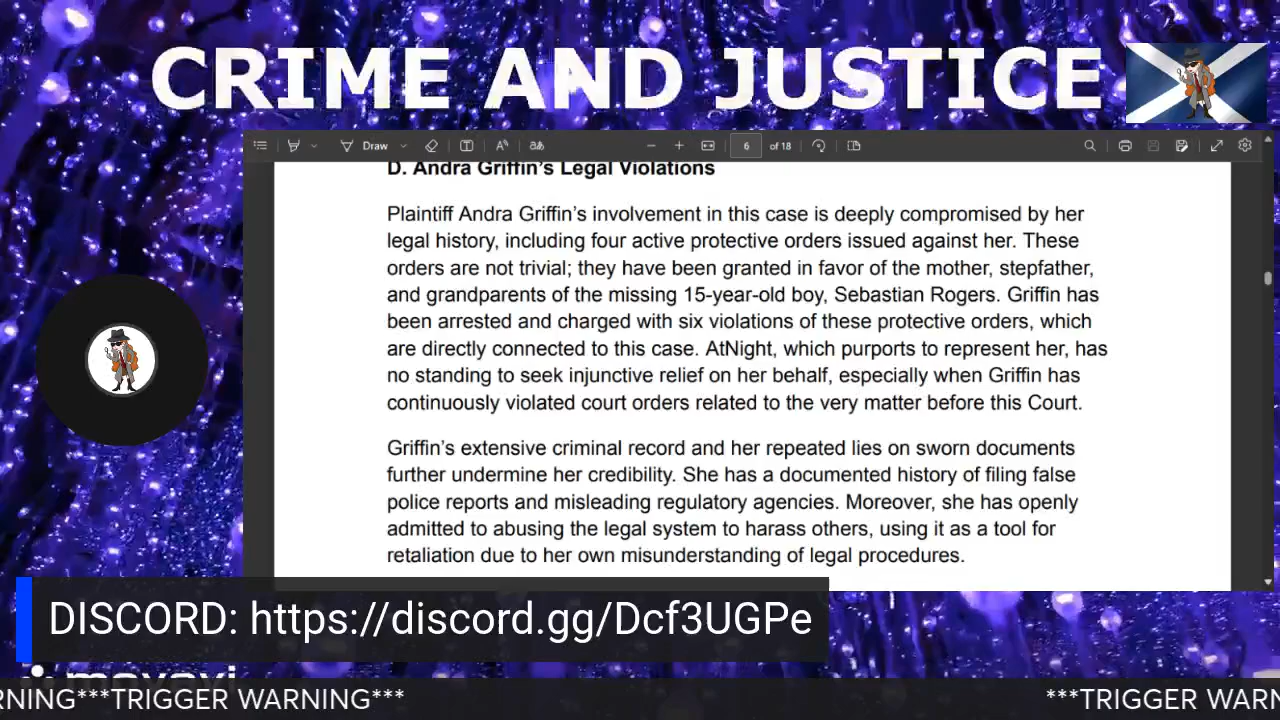 CRIME AND JUSTICE
Draw
6
of 18
D. Andra Griffin's Legal Violations
Plaintiff Andra Griffin's involvement in this case is deeply compromised by her
legal history, including four active protective orders issued against her. These
orders are not trivial; they have been granted in favor of the mother, stepfather,
and grandparents of the missing 15-year-old boy, Sebastian Rogers. Griffin has
been arrested and charged with six violations of these protective orders, which
are directly connected to this case. AtNight, which purports to represent her, has
no standing to seek injunctive relief on her behalf, especially when Griffin has
continuously violated court orders related to the very matter before this Court.
Griffin's extensive criminal record and her repeated lies on sworn documents
further undermine her credibility. She has a documented history of filing false
police reports and misleading regulatory agencies. Moreover, she has openly
admitted to abusing the legal system to harass others, using it as a tool for
retaliation due to her own misunderstanding of legal procedures.
DISCORD: https://discord.gg/Dcf3UGPe
RNING***TRIGGER WARNING***
***TRIGGER WARN